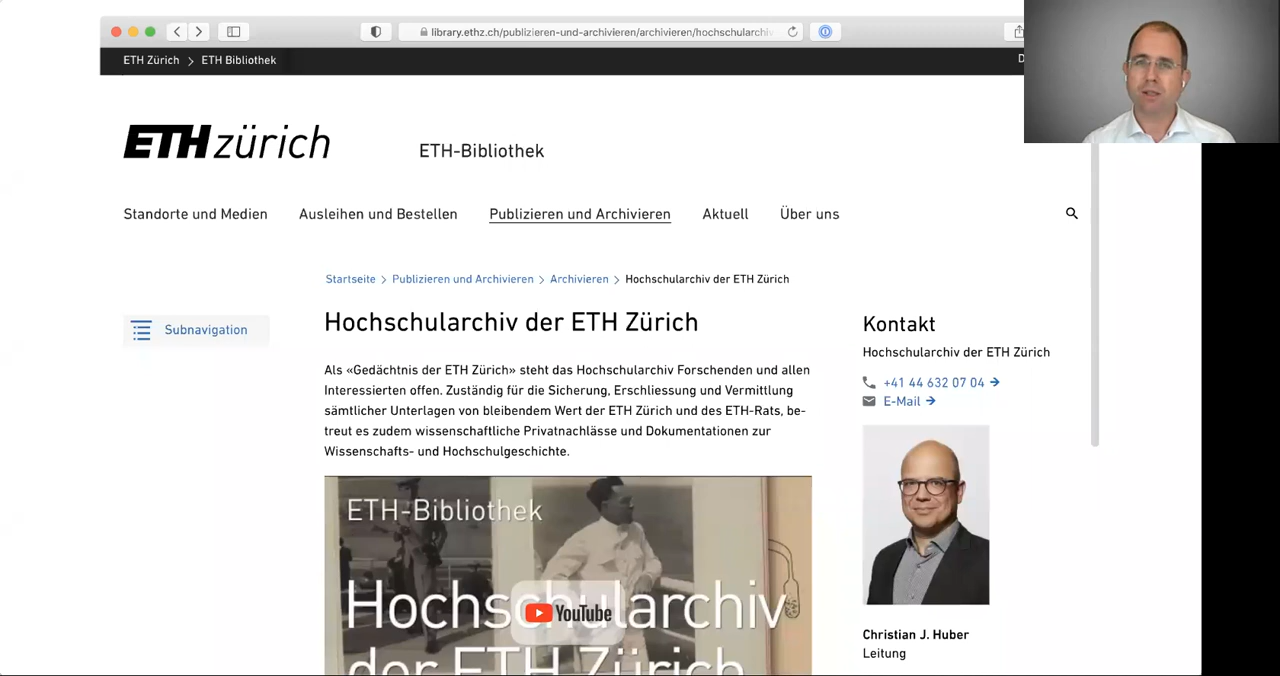 library.ethz.ch/publizieren-und-archivieren/archivieren/hochschularchiv
ETH Zürich > ETH Bibliothek
D
ETH zürich
ETH-Bibliothek
Standorte und Medien
Ausleihen und Bestellen
Publizieren und Archivieren
Aktuell
Über uns
Startseite > Publizieren und Archivieren > Archivieren > Hochschularchiv der ETH Zürich
Subnavigation
Hochschularchiv der ETH Zürich
Als «Gedächtnis der ETH Zürich» steht das Hochschularchiv Forschenden und allen
Interessierten offen. Zuständig für die Sicherung, Erschliessung und Vermittlung
sämtlicher Unterlagen von bleibendem Wert der ETH Zürich und des ETH-Rats, be-
treut es zudem wissenschaftliche Privatnachlässe und Dokumentationen zur
Wissenschafts- und Hochschulgeschichte.
ETH-Bibliothek
Hochschularchiv
der ETH Zürich
YouTube
Kontakt
Hochschularchiv der ETH Zürich
+41 44 632 07 04
E-Mail
Christian J. Huber
Leitung